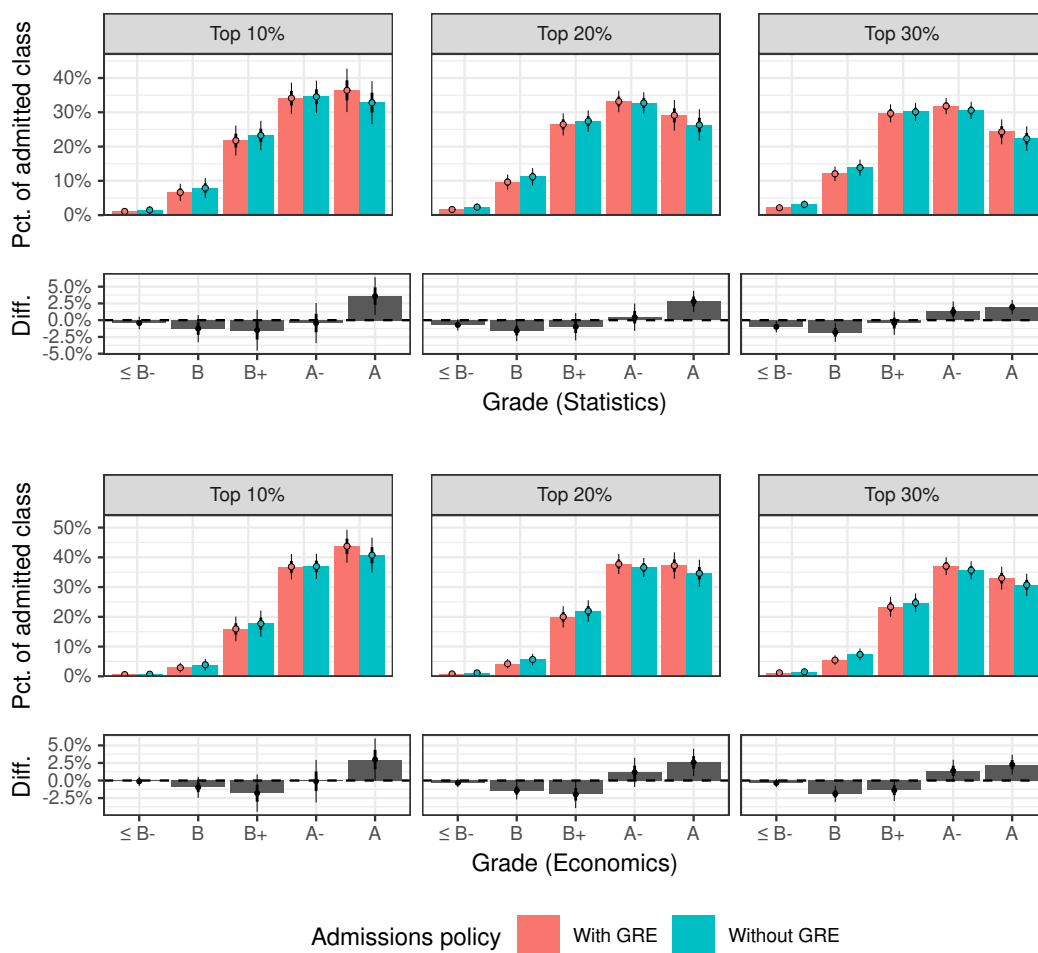 Top 10% Top 20% Top 30%
Pct. of admitted class
40%
30%
20%
10%
0%
Diff.
5.0%
2.5%
0.0%
-2.5%
-5.0%
≤ B- B B+ A- A ≤ B- B B+ A- A ≤ B- B B+ A- A
Grade (Statistics)
Top 10% Top 20% Top 30%
Pct. of admitted class
50%
40%
30%
20%
10%
0%
Diff.
5.0%
2.5%
0.0%
-2.5%
≤ B- B B+ A- A ≤ B- B B+ A- A ≤ B- B B+ A- A
Grade (Economics)
Admissions policy With GRE Without GRE